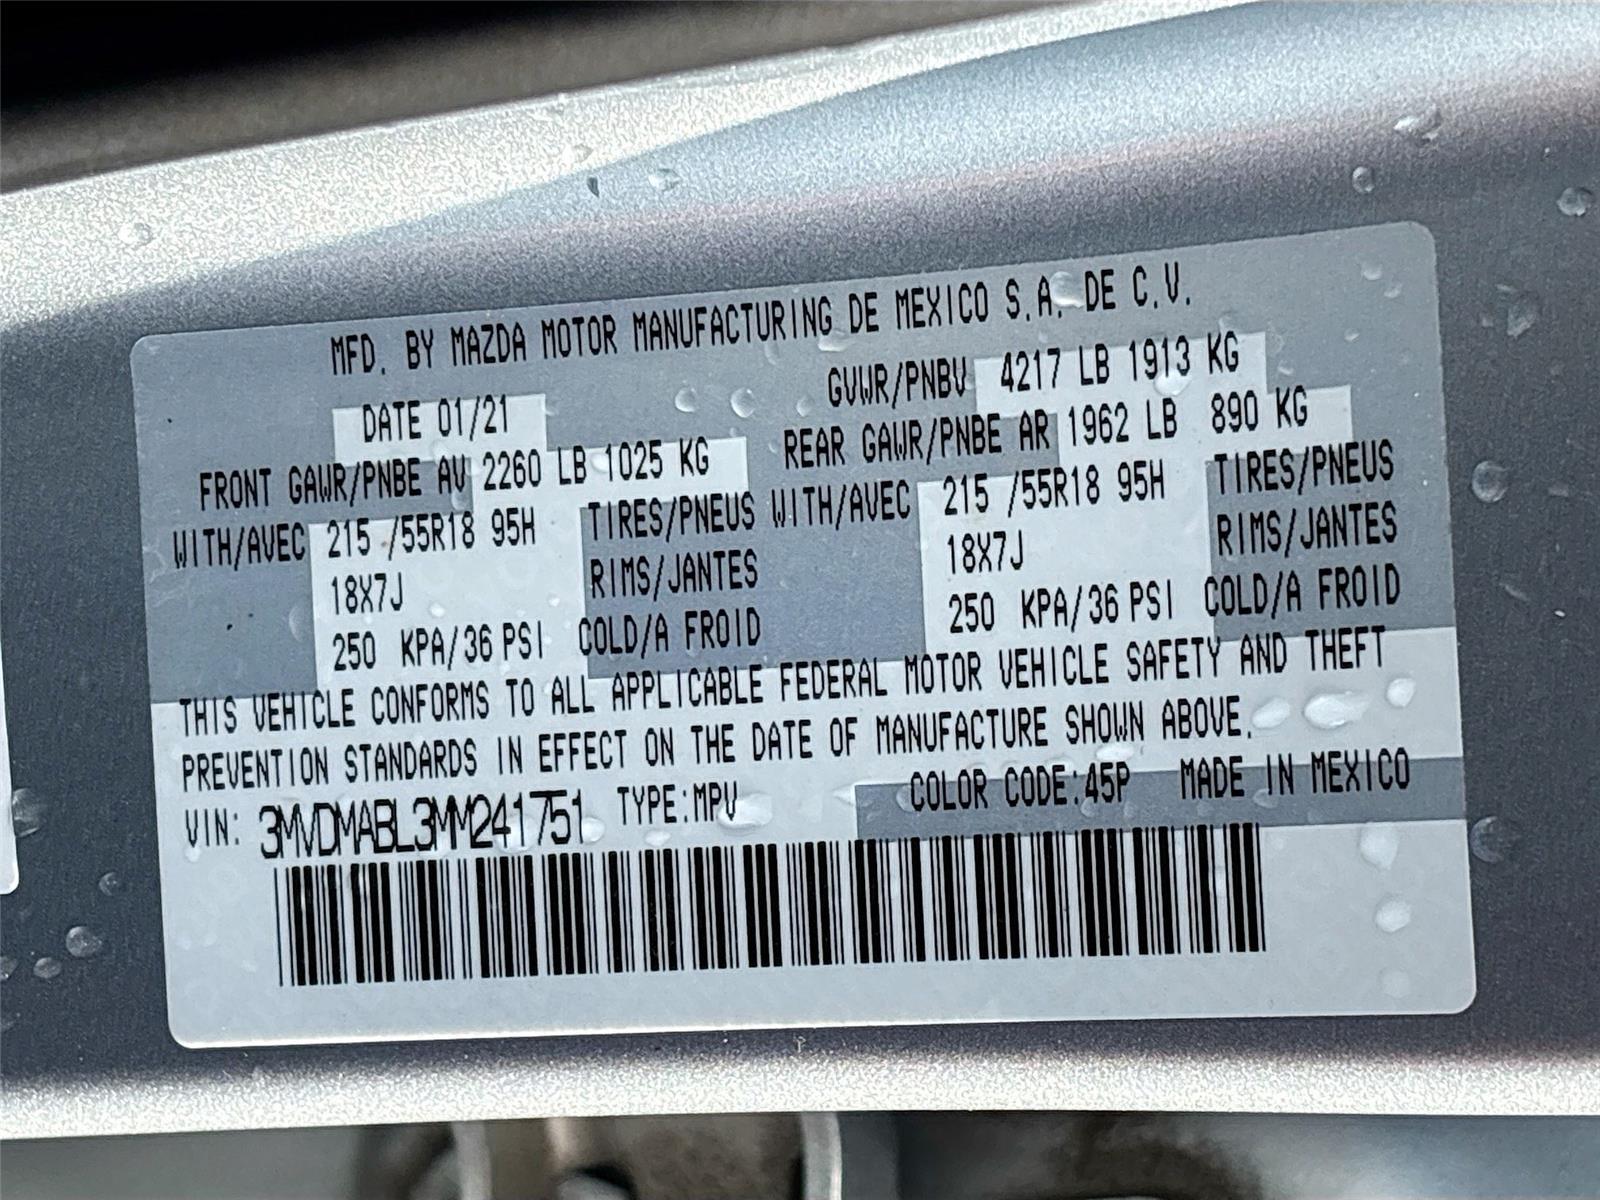 MFD. BY MAZDA MOTOR MANUFACTURING DE MEXICO S.A. DE C.V.
DATE 01/21 GVWR/PNBV 4217 LB 1913 KG
FRONT GAWR/PNBE AV 2260 LB 1025 KG REAR GAWR/PNBE AR 1962 LB 890 KG
WITH/AVEC 215 /55R18 95H TIRES/PNEUS WITH/AVEC 215 /55R18 95H TIRES/PNEUS
18X7J RIMS/JANTES 18X7J RIMS/JANTES
250 KPA/36 PSI COLD/A FROID 250 KPA/36 PSI COLD/A FROID
THIS VEHICLE CONFORMS TO ALL APPLICABLE FEDERAL MOTOR VEHICLE SAFETY AND THEFT
PREVENTION STANDARDS IN EFFECT ON THE DATE OF MANUFACTURE SHOWN ABOVE.
VIN: 3MVDMABL3MM241751 TYPE:MPV COLOR CODE:45P MADE IN MEXICO